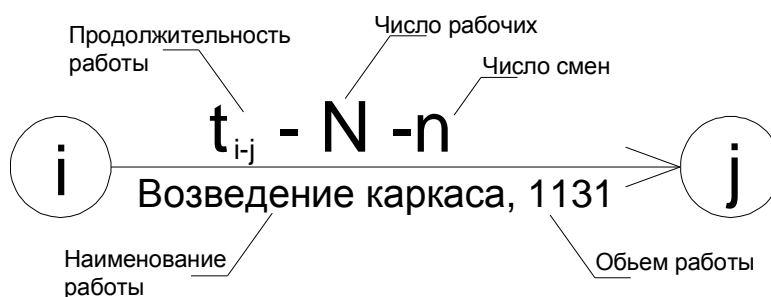 Продолжительность
работы
Число рабочих
Число смен
t i-j - N -n
i
j
Возведение каркаса, 1131
Наименование
работы
Обьем работы